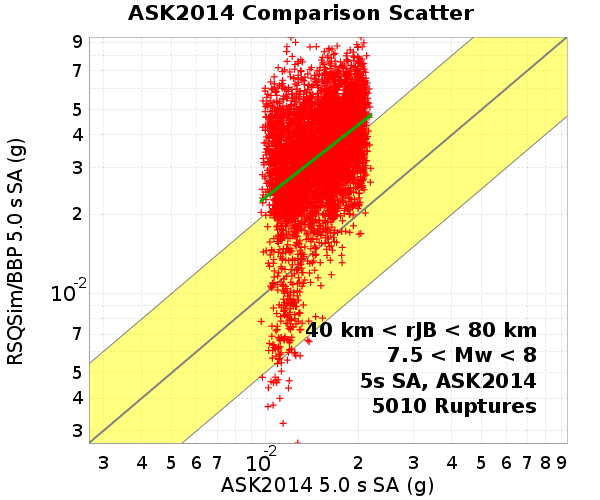 ASK2014 Comparison Scatter
RSQSim/BBP 5.0 s SA (g)
9
7
5
4
3
2
10-2
7
5
4
3
40 km < rJB < 80 km
7.5 < Mw < 8
5s SA, ASK2014
5010 Ruptures
3 4 5 6 7 10-2 2 3 4 5 6 7 8 9
ASK2014 5.0 s SA (g)